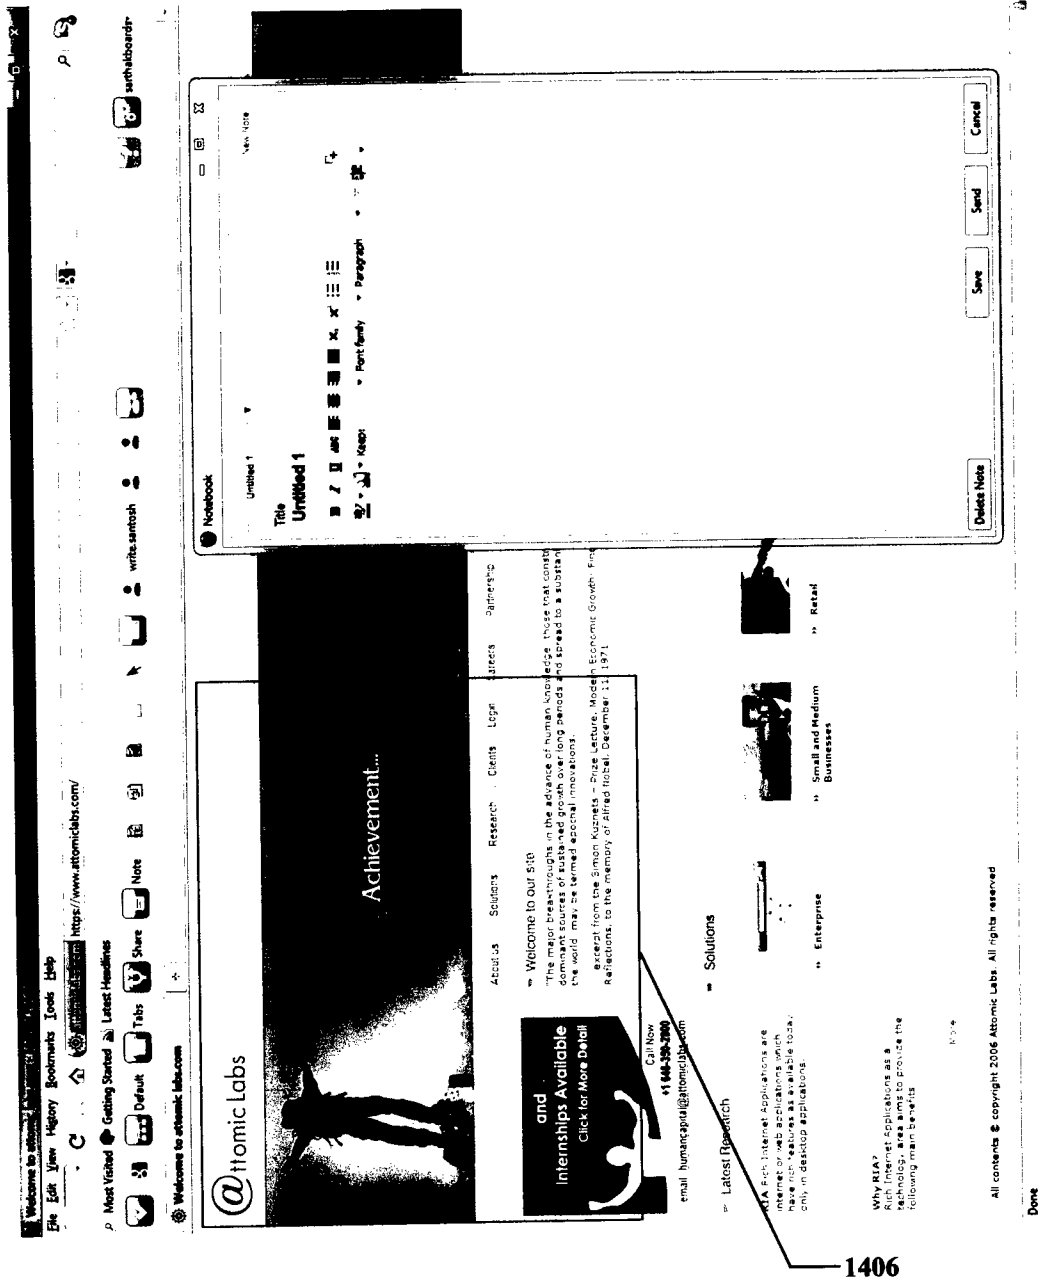 Welcome to attomic labs.com
File Edit View History Bookmarks Tools Help
https://www.attomiclabs.com/
Most Visited Getting Started Latest Headlines
Default Tabs Share Note write.santosh
Welcome to attomic labs.com
@ttomic Labs
Achievement...
About us Solutions Research Clients Login Careers Partnership
and
Internships Available
Click for More Detail
Call Now
email humancapital@attomiclabs.com
Welcome to our site
"The major breakthroughs in the advance of human knowledge, those that
dominant sources of sustained growth over long periods and spread to a
the world may be termed epochal innovations.
excerpt from the Simon Kuznets - Prize Lecture, Modern Economic Growth:
Reflections, to the memory of Alfred Nobel, December 11, 1971
Latest Research
RIA Rich Internet Applications are
internet or web applications which
have rich features as available today
only in desktop applications.
Why RIA?
Rich Internet Applications as a
technology area aims to provide the
following main benefits
More
Solutions
Enterprise
Small and Medium
Businesses
Retail
All contents © copyright 2006 Attomic Labs. All rights reserved
Done
Notebook
Untitled 1 New Note
Title
Untitled 1
B I U ABC
Font family Paragraph
Delete Note Save Send Cancel
1406